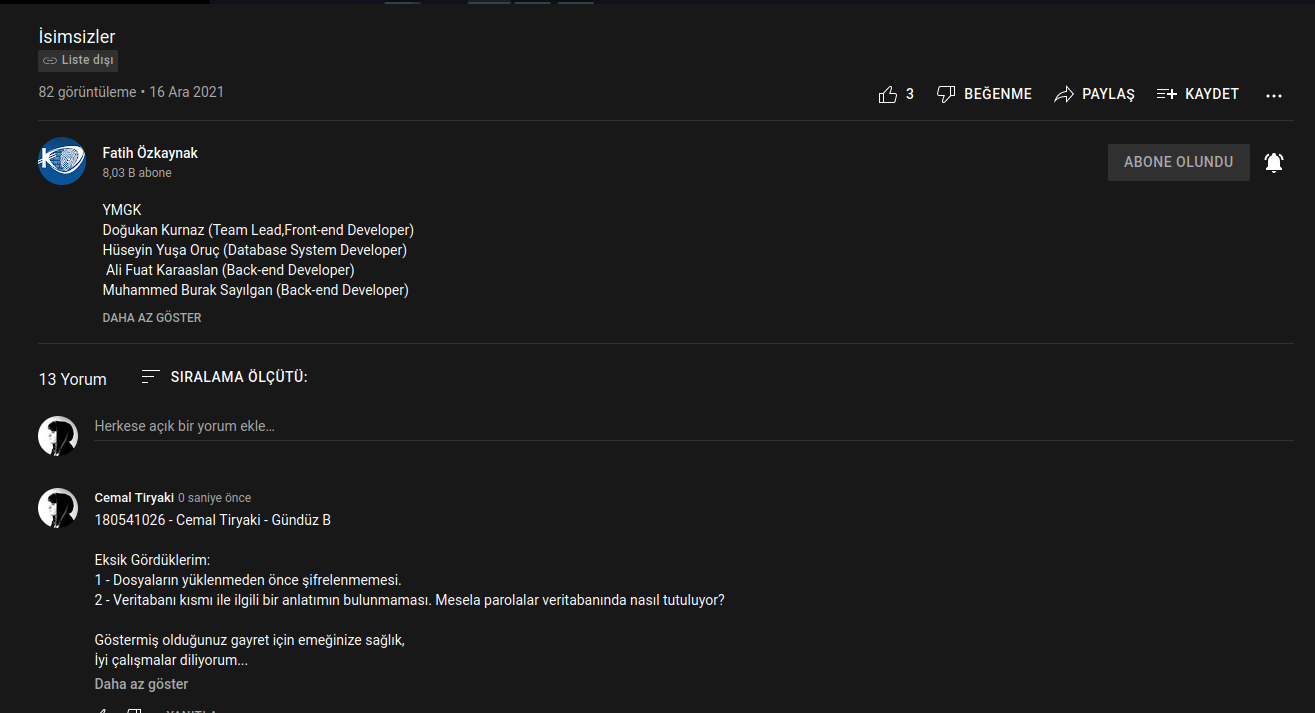 İsimsizler
Liste dışı
82 görüntüleme • 16 Ara 2021
3 BEĞENME PAYLAŞ KAYDET ...
Fatih Özkaynak
8,03 B abone
ABONE OLUNDU
YMGK
Doğukan Kurnaz (Team Lead,Front-end Developer)
Hüseyin Yuşa Oruç (Database System Developer)
Ali Fuat Karaaslan (Back-end Developer)
Muhammed Burak Sayılgan (Back-end Developer)
DAHA AZ GÖSTER
13 Yorum SIRALAMA ÖLÇÜTÜ:
Herkese açık bir yorum ekle...
Cemal Tiryaki 0 saniye önce
180541026 - Cemal Tiryaki - Gündüz B
Eksik Gördüklerim:
1 - Dosyaların yüklenmeden önce şifrelenmemesi.
2 - Veritabanı kısmı ile ilgili bir anlatımın bulunmaması. Mesela parolalar veritabanında nasıl tutuluyor?
Göstermiş olduğunuz gayret için emeğinize sağlık,
İyi çalışmalar diliyorum...
Daha az göster
YANITLA